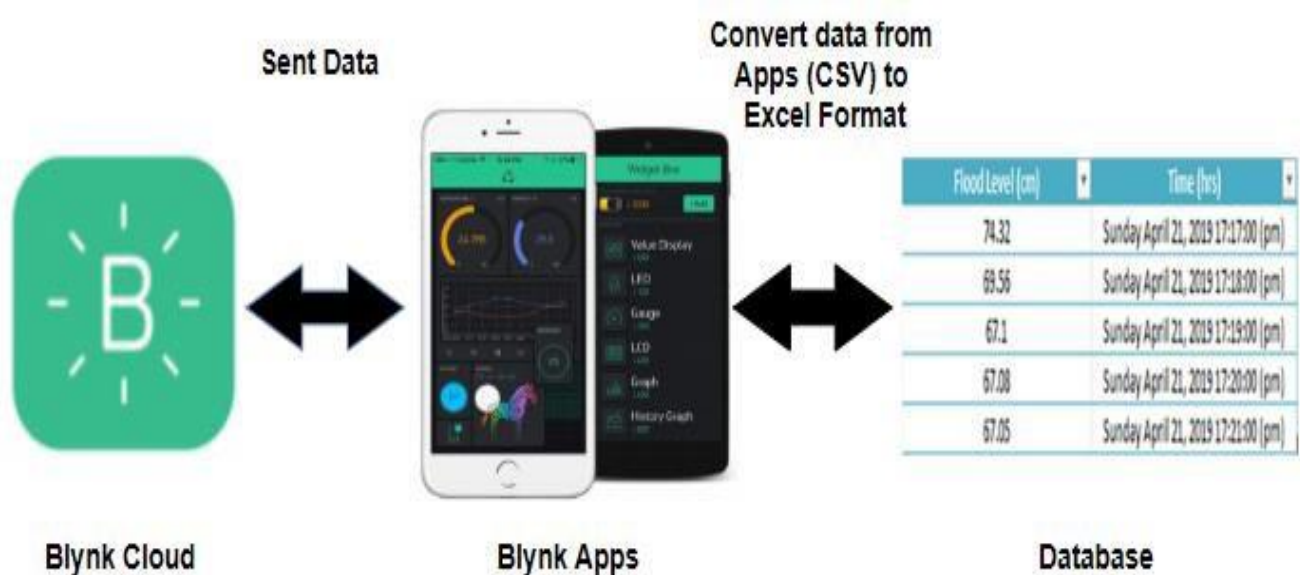 Sent Data
Convert data from
Apps (CSV) to
Excel Format
B
Widget Box
Value Display
LED
Gauge
LCD
Graph
History Graph
Flood Level (cm) Time (hrs)
74.32 Sunday April 21, 2019 17:17:00 (pm)
69.56 Sunday April 21, 2019 17:18:00 (pm)
67.1 Sunday April 21, 2019 17:19:00 (pm)
67.08 Sunday April 21, 2019 17:20:00 (pm)
67.05 Sunday April 21, 2019 17:21:00 (pm)
Blynk Cloud
Blynk Apps
Database